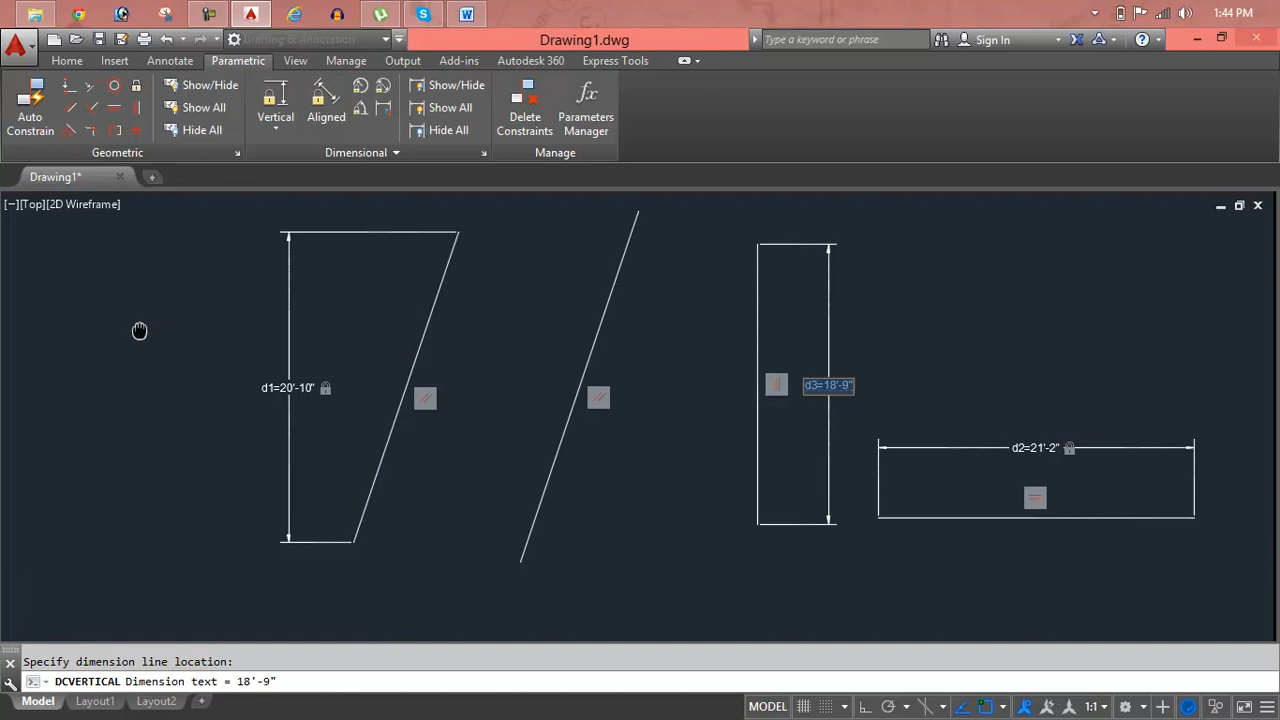 1:44 PM
Drafting & Annotation
Drawing1.dwg
Type a keyword or phrase
Sign In
Home Insert Annotate Parametric View Manage Output Add-ins Autodesk 360 Express Tools
Auto Constrain
Show/Hide
Show All
Hide All
Geometric
Vertical
Aligned
Show/Hide
Show All
Hide All
Dimensional
Delete Constraints
Parameters Manager
fx
Manage
Drawing1*
[−][Top][2D Wireframe]
d1=20'-10"
d3=18'-9"
d2=21'-2"
Specify dimension line location:
DCVERTICAL Dimension text = 18'-9"
Model Layout1 Layout2
MODEL
1:1